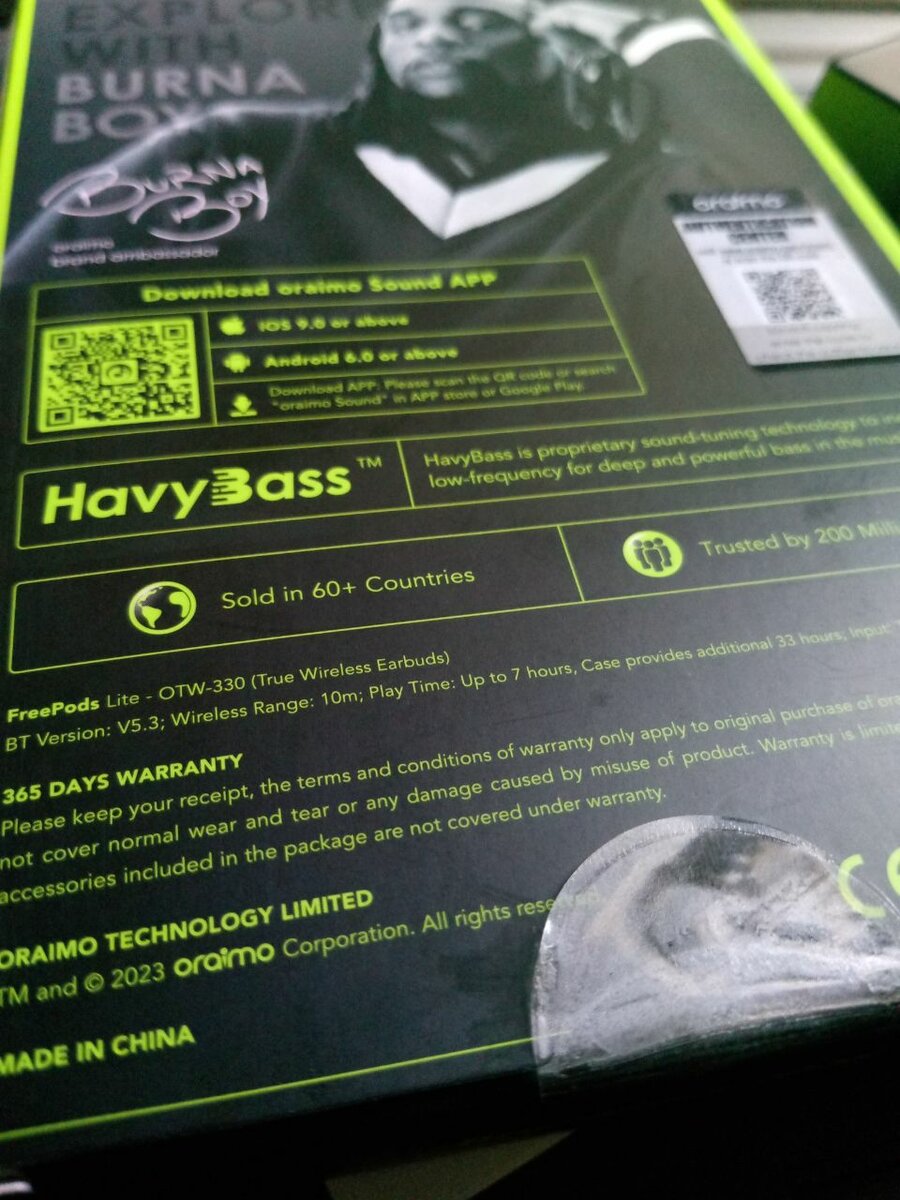 EXPLORE
WITH
BURNA
BOY
BURNA
BOY
oraimo
brand ambassador
oraimo
Download oraimo Sound APP
iOS 9.0 or above
Android 6.0 or above
Download APP: Please scan the QR code or search
"oraimo Sound" in APP store or Google Play.
HavyBass™
HavyBass is proprietary sound-tuning technology to
low-frequency for deep and powerful bass in the
Sold in 60+ Countries
Trusted by 200
FreePods Lite - OTW-330 (True Wireless Earbuds)
BT Version: V5.3; Wireless Range: 10m; Play Time: Up to 7 hours, Case provides additional 33 hours; Input:
365 DAYS WARRANTY
Please keep your receipt, the terms and conditions of warranty only apply to original purchase of
not cover normal wear and tear or any damage caused by misuse of product. Warranty is
accessories included in the package are not covered under warranty.
ORAIMO TECHNOLOGY LIMITED
TM and © 2023 oraimo Corporation. All rights reserved.
MADE IN CHINA